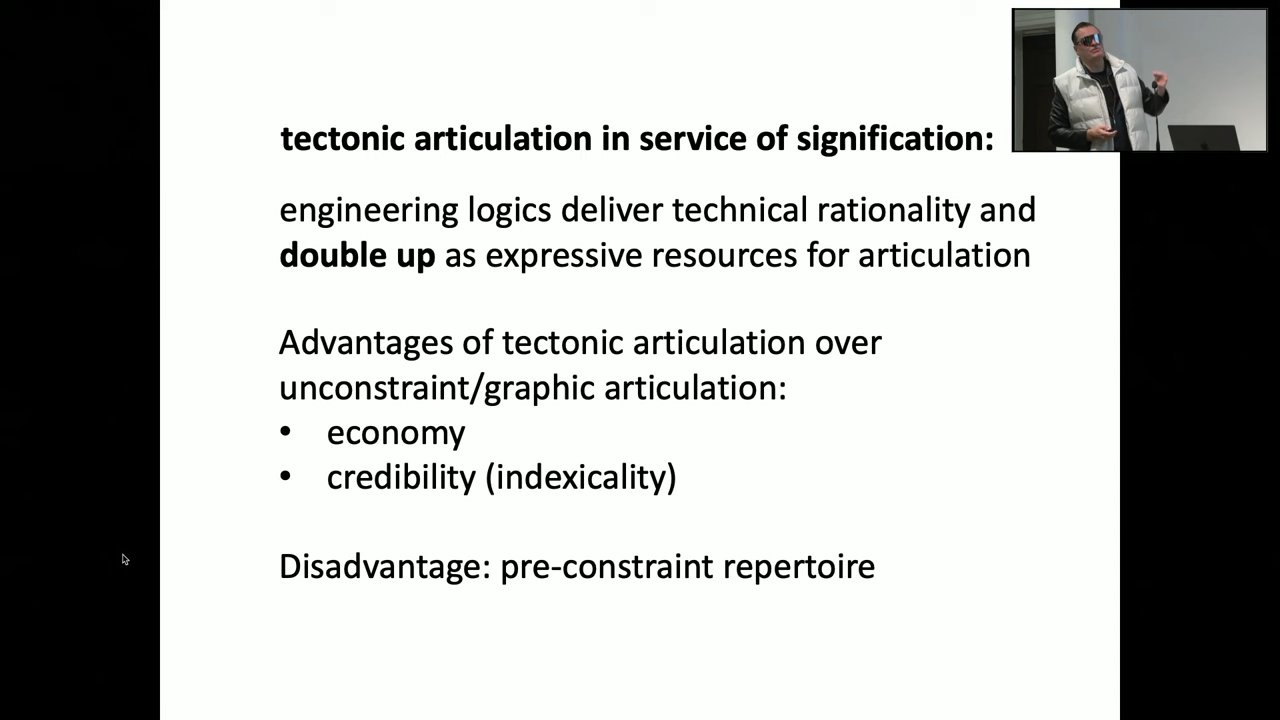 tectonic articulation in service of signification:
engineering logics deliver technical rationality and
double up as expressive resources for articulation
Advantages of tectonic articulation over
unconstraint/graphic articulation:
• economy
• credibility (indexicality)
Disadvantage: pre-constraint repertoire